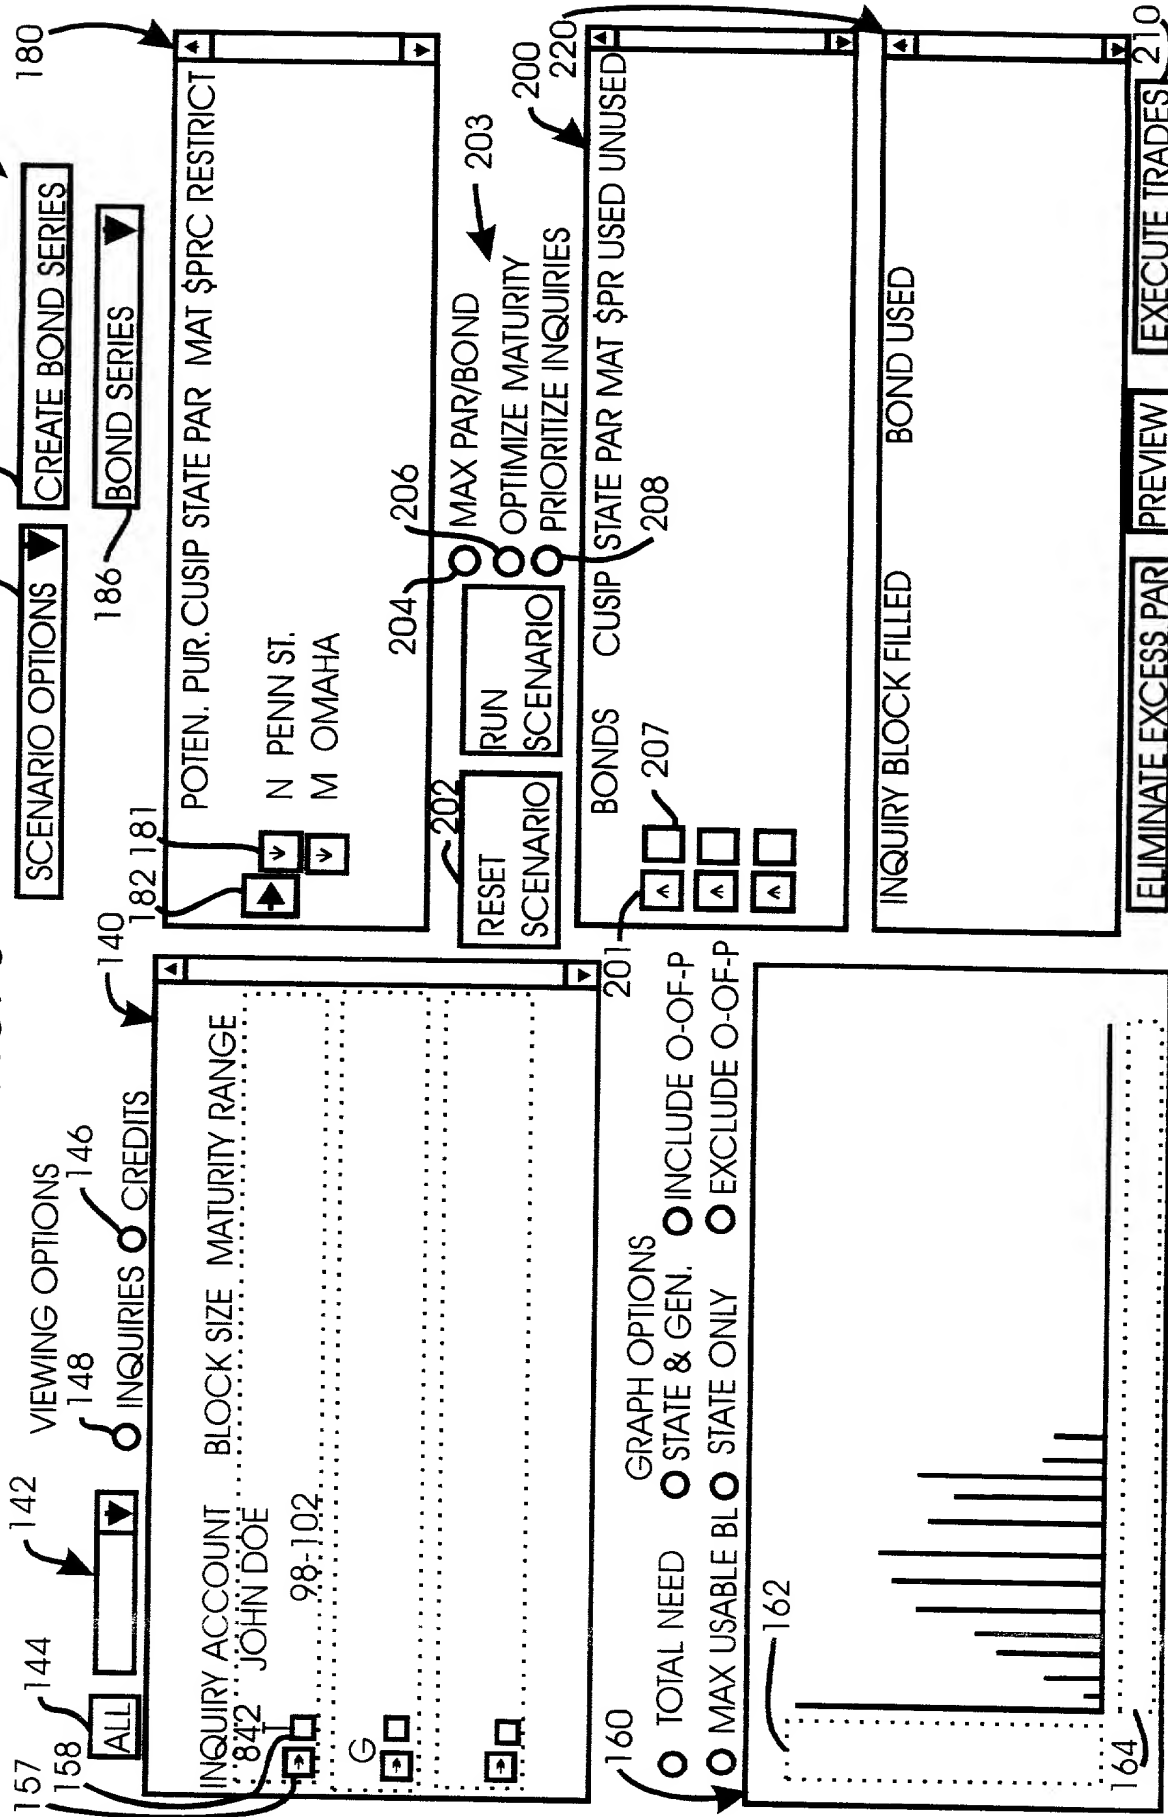 VIEWING OPTIONS
157
158
144
142
148
146
140
ALL
INQUIRIES
CREDITS
INQUIRY ACCOUNT BLOCK SIZE MATURITY RANGE
842 JOHN DOE
98-102
G
GRAPH OPTIONS
160
TOTAL NEED
STATE & GEN.
INCLUDE O-OF-P
MAX USABLE BL
STATE ONLY
EXCLUDE O-OF-P
162
164
SCENARIO OPTIONS
CREATE BOND SERIES
180
186
BOND SERIES
182
181
POTEN. PUR. CUSIP STATE PAR MAT $PRC RESTRICT
N PENN ST.
M OMAHA
202
204
206
203
RESET
SCENARIO
RUN
SCENARIO
MAX PAR/BOND
OPTIMIZE MATURITY
PRIORITIZE INQUIRIES
208
200
220
201
207
BONDS CUSIP STATE PAR MAT $PR USED UNUSED
INQUIRY BLOCK FILLED BOND USED
ELIMINATE EXCESS PAR
PREVIEW
EXECUTE TRADES
210